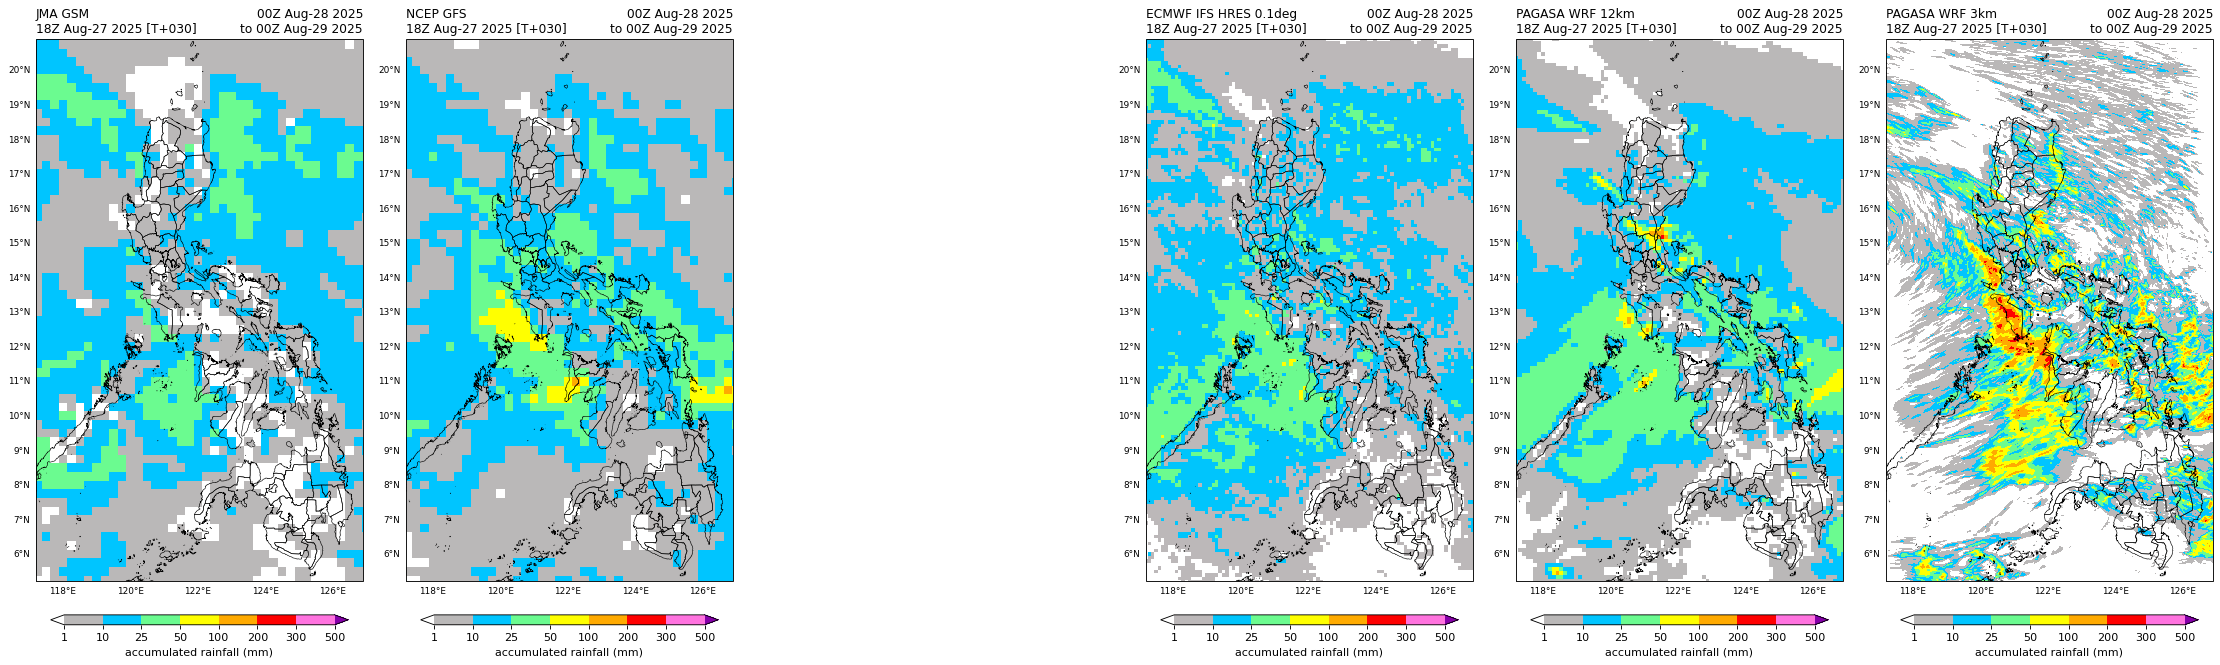 JMA GSM 00Z Aug-28 2025
18Z Aug-27 2025 [T+030] to 00Z Aug-29 2025
20°N
19°N
18°N
17°N
16°N
15°N
14°N
13°N
12°N
11°N
10°N
9°N
8°N
7°N
6°N
118°E 120°E 122°E 124°E 126°E
1 10 25 50 100 200 300 500
accumulated rainfall (mm)
NCEP GFS 00Z Aug-28 2025
18Z Aug-27 2025 [T+030] to 00Z Aug-29 2025
20°N
19°N
18°N
17°N
16°N
15°N
14°N
13°N
12°N
11°N
10°N
9°N
8°N
7°N
6°N
118°E 120°E 122°E 124°E 126°E
1 10 25 50 100 200 300 500
accumulated rainfall (mm)
ECMWF IFS HRES 0.1deg 00Z Aug-28 2025
18Z Aug-27 2025 [T+030] to 00Z Aug-29 2025
20°N
19°N
18°N
17°N
16°N
15°N
14°N
13°N
12°N
11°N
10°N
9°N
8°N
7°N
6°N
118°E 120°E 122°E 124°E 126°E
1 10 25 50 100 200 300 500
accumulated rainfall (mm)
PAGASA WRF 12km 00Z Aug-28 2025
18Z Aug-27 2025 [T+030] to 00Z Aug-29 2025
20°N
19°N
18°N
17°N
16°N
15°N
14°N
13°N
12°N
11°N
10°N
9°N
8°N
7°N
6°N
118°E 120°E 122°E 124°E 126°E
1 10 25 50 100 200 300 500
accumulated rainfall (mm)
PAGASA WRF 3km 00Z Aug-28 2025
18Z Aug-27 2025 [T+030] to 00Z Aug-29 2025
20°N
19°N
18°N
17°N
16°N
15°N
14°N
13°N
12°N
11°N
10°N
9°N
8°N
7°N
6°N
118°E 120°E 122°E 124°E 126°E
1 10 25 50 100 200 300 500
accumulated rainfall (mm)